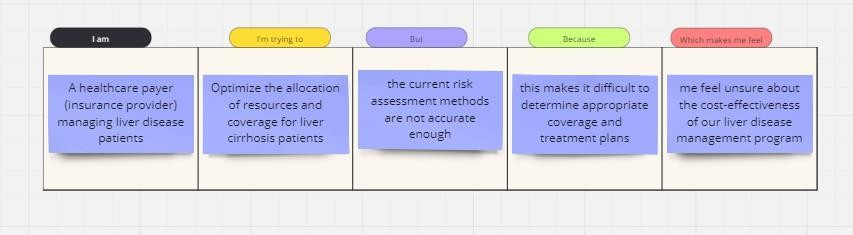 I am
I'm trying to
But
Because
Which makes me feel
A healthcare payer
(insurance provider)
managing liver disease
patients
Optimize the allocation
of resources and
coverage for liver
cirrhosis patients
the current risk
assessment methods
are not accurate
enough
this makes it difficult to
determine appropriate
coverage and
treatment plans
me feel unsure about
the cost-effectiveness
of our liver disease
management program